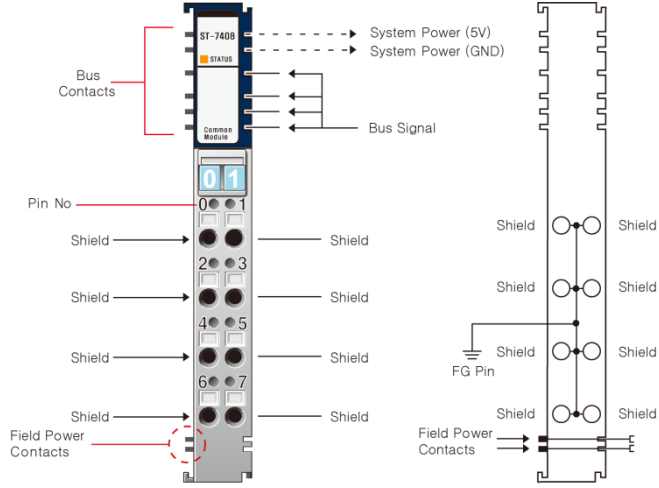 ST-7408
STATUS
Common
Module
System Power (5V)
System Power (GND)
Bus
Contacts
Bus Signal
0 1
Pin No
0 1
Shield
Shield
2 3
Shield
Shield
4 5
Shield
Shield
6 7
Shield
Shield
Field Power
Contacts
Shield
Shield
Shield
Shield
Shield
Shield
FG Pin
Shield
Shield
Field Power
Contacts